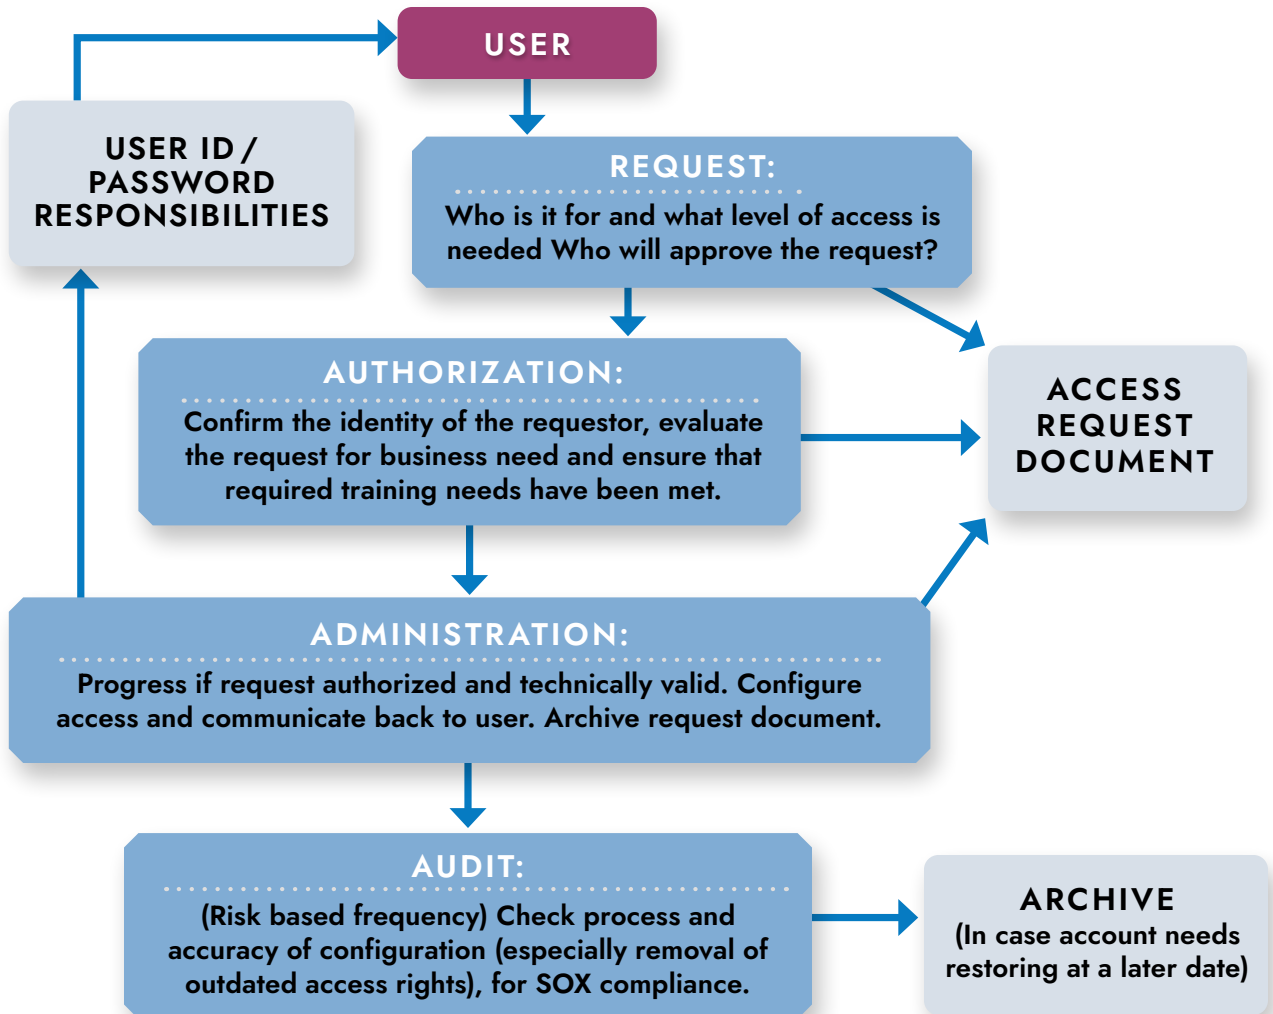 USER
USER ID /
PASSWORD
RESPONSIBILITIES
REQUEST:
Who is it for and what level of access is
needed Who will approve the request?
AUTHORIZATION:
Confirm the identity of the requestor, evaluate
the request for business need and ensure that
required training needs have been met.
ACCESS
REQUEST
DOCUMENT
ADMINISTRATION:
Progress if request authorized and technically valid. Configure
access and communicate back to user. Archive request document.
AUDIT:
(Risk based frequency) Check process and
accuracy of configuration (especially removal of
outdated access rights), for SOX compliance.
ARCHIVE
(In case account needs
restoring at a later date)